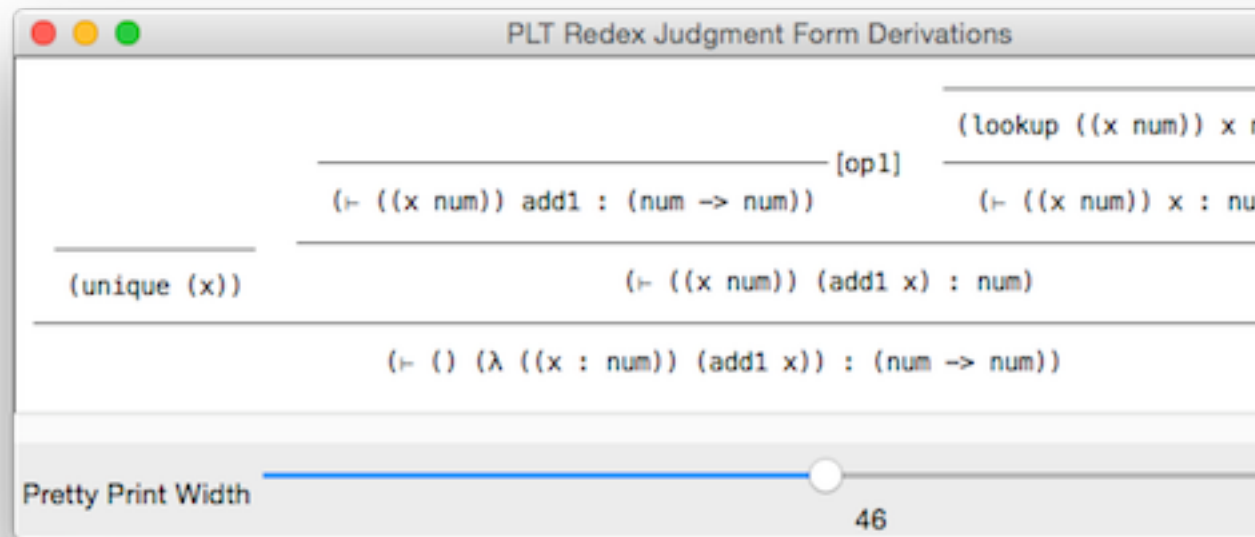 PLT Redex Judgment Form Derivations
(lookup ((x num)) x
[op1]
(⊢ ((x num)) add1 : (num –> num))
(⊢ ((x num)) x :
(unique (x))
(⊢ ((x num)) (add1 x) : num)
(⊢ () (λ ((x : num)) (add1 x)) : (num –> num))
Pretty Print Width
46